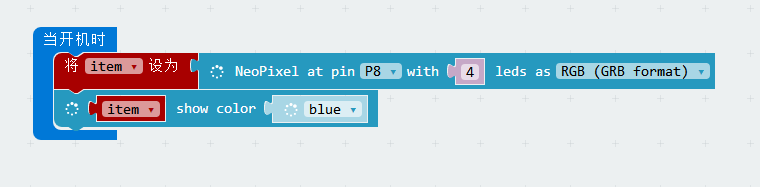 当开机时
将 item 设为 NeoPixel at pin P8 with 4 leds as RGB (GRB format)
item show color blue